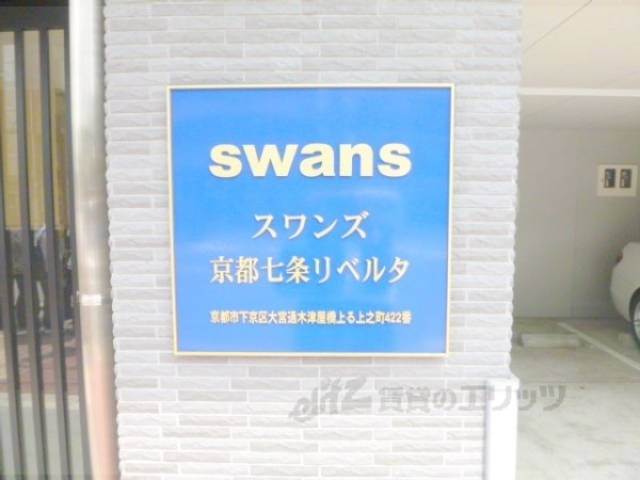 swans
スワンズ
京都七条リベルタ
京都市下京区大宮通木津屋橋上る上之町422番
elitz 賃貸のエリッツ